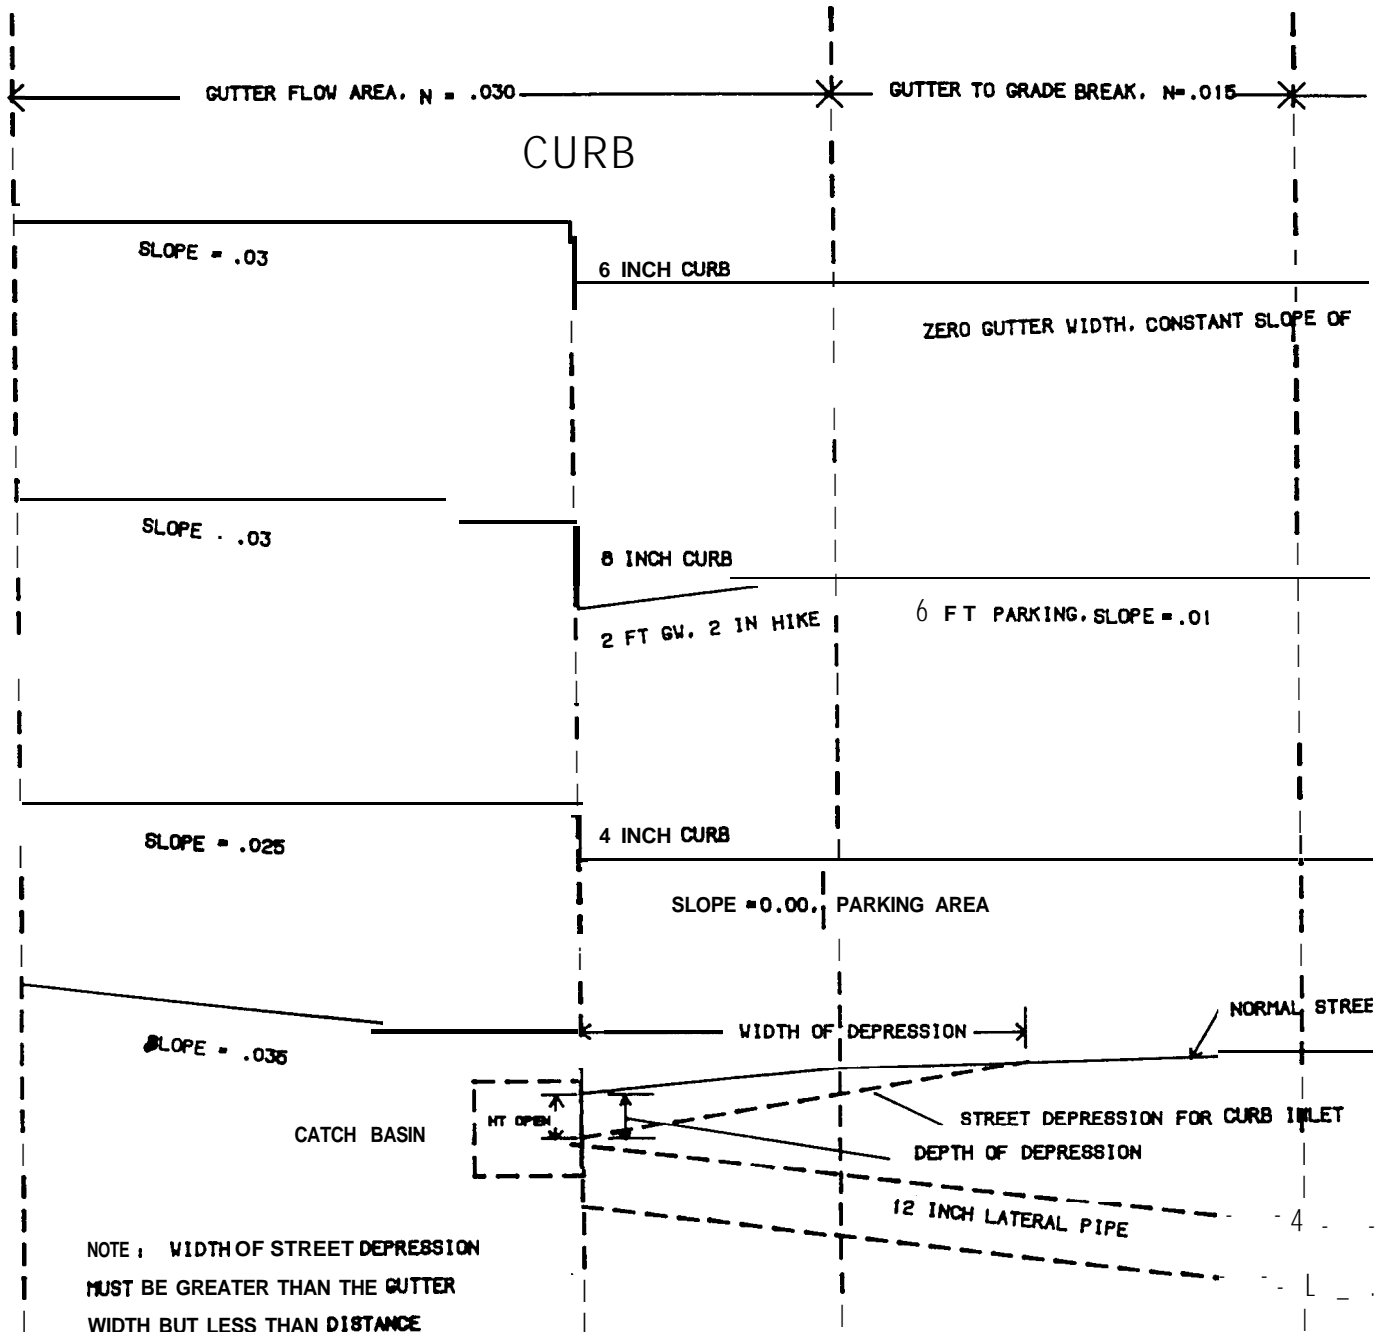 GUTTER FLOW AREA. N = .030
GUTTER TO GRADE BREAK. N=.015
CURB
SLOPE = .03
6 INCH CURB
ZERO GUTTER WIDTH. CONSTANT SLOPE OF
SLOPE - .03
8 INCH CURB
2 FT GW. 2 IN HIKE
6 FT PARKING. SLOPE = .01
SLOPE = .025
4 INCH CURB
SLOPE =0.00. PARKING AREA
NORMAL STREE
WIDTH OF DEPRESSION
SLOPE = .035
HT OPEN
STREET DEPRESSION FOR CURB INLET
CATCH BASIN
DEPTH OF DEPRESSION
12 INCH LATERAL PIPE
NOTE: WIDTH OF STREET DEPRESSION
MUST BE GREATER THAN THE GUTTER
WIDTH BUT LESS THAN DISTANCE